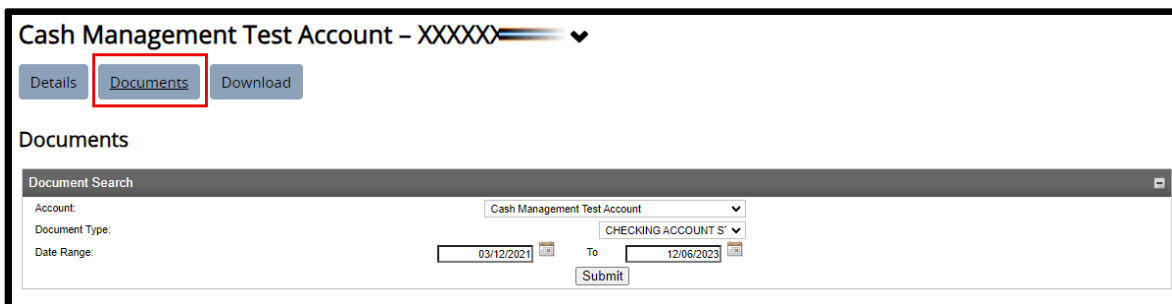 Cash Management Test Account – XXXXXX
Details Documents Download
Documents
Document Search
Account: Cash Management Test Account
Document Type: CHECKING ACCOUNT
Date Range: 03/12/2021 To 12/06/2023
Submit